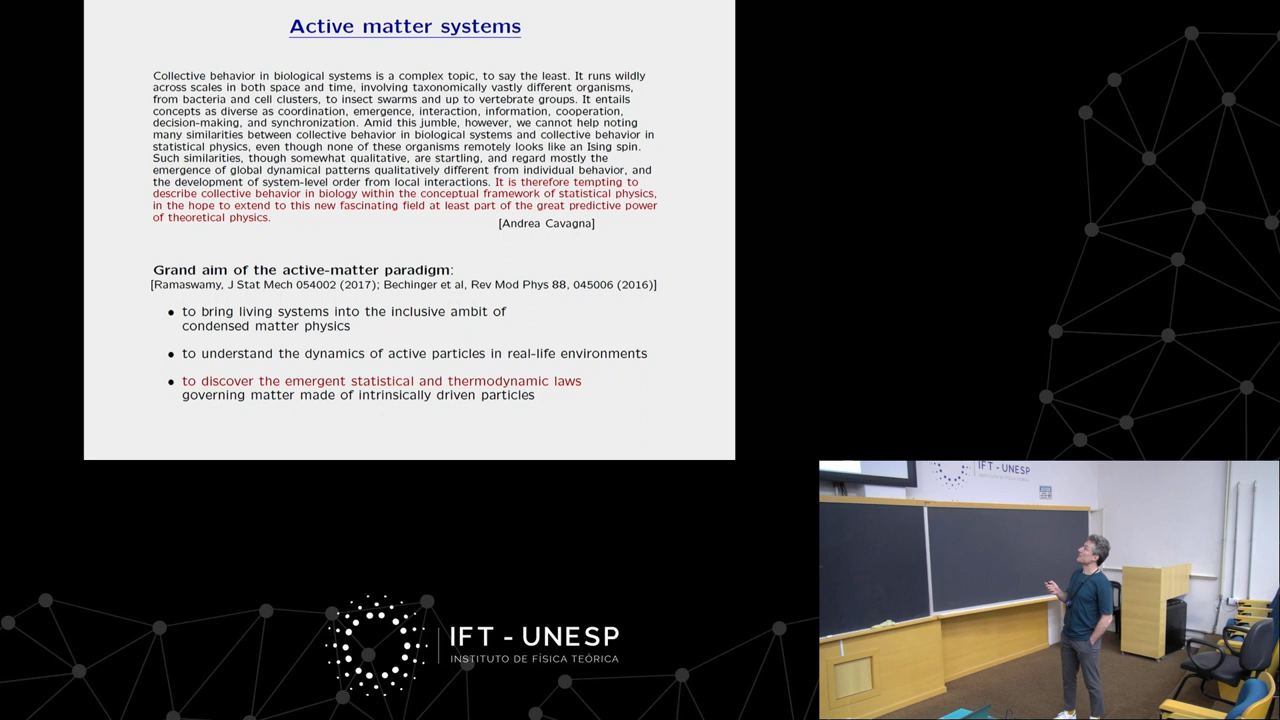 Active matter systems
Collective behavior in biological systems is a complex topic, to say the least. It runs wildly
across scales in both space and time, involving taxonomically vastly different organisms,
from bacteria and cell clusters, to insect swarms and up to vertebrate groups. It entails
concepts as diverse as coordination, emergence, interaction, information, cooperation,
decision-making, and synchronization. Amid this jumble, however, we cannot help noting
many similarities between collective behavior in biological systems and collective behavior in
statistical physics, even though none of these organisms remotely looks like an Ising spin.
Such similarities, though somewhat qualitative, are startling, and regard mostly the
emergence of global dynamical patterns qualitatively different from individual behavior, and
the development of system-level order from local interactions. It is therefore tempting to
describe collective behavior in biology within the conceptual framework of statistical physics,
in the hope to extend to this new fascinating field at least part of the great predictive power
of theoretical physics.
[Andrea Cavagna]
Grand aim of the active-matter paradigm:
[Ramaswamy, J Stat Mech 054002 (2017); Bechinger et al, Rev Mod Phys 88, 045006 (2016)]
• to bring living systems into the inclusive ambit of
condensed matter physics
• to understand the dynamics of active particles in real-life environments
• to discover the emergent statistical and thermodynamic laws
governing matter made of intrinsically driven particles
IFT - UNESP
IFT - UNESP
INSTITUTO DE FÍSICA TEÓRICA